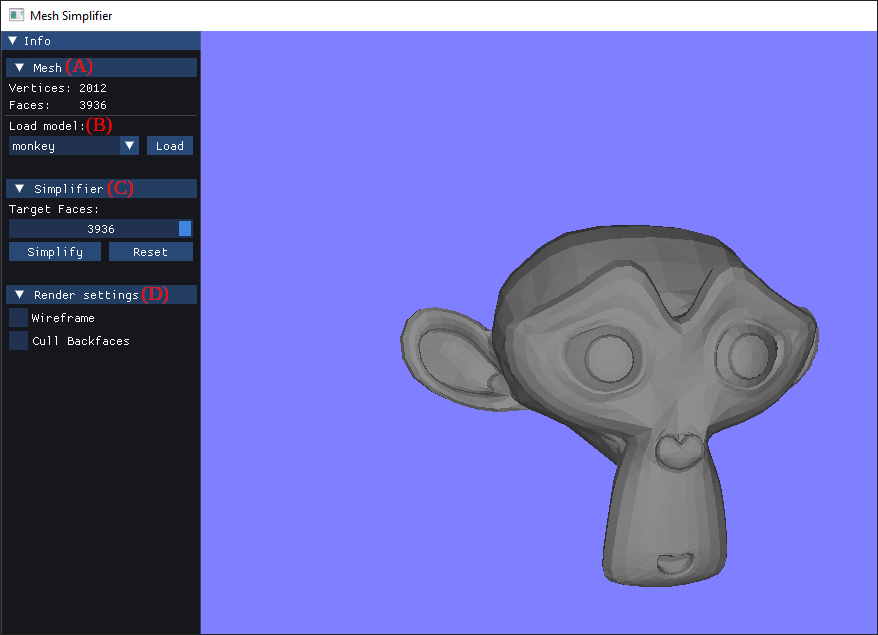 Mesh Simplifier
Info
Mesh (A)
Vertices: 2012
Faces: 3936
Load model: (B)
monkey Load
Simplifier (C)
Target Faces:
3936
Simplify Reset
Render settings (D)
Wireframe
Cull Backfaces